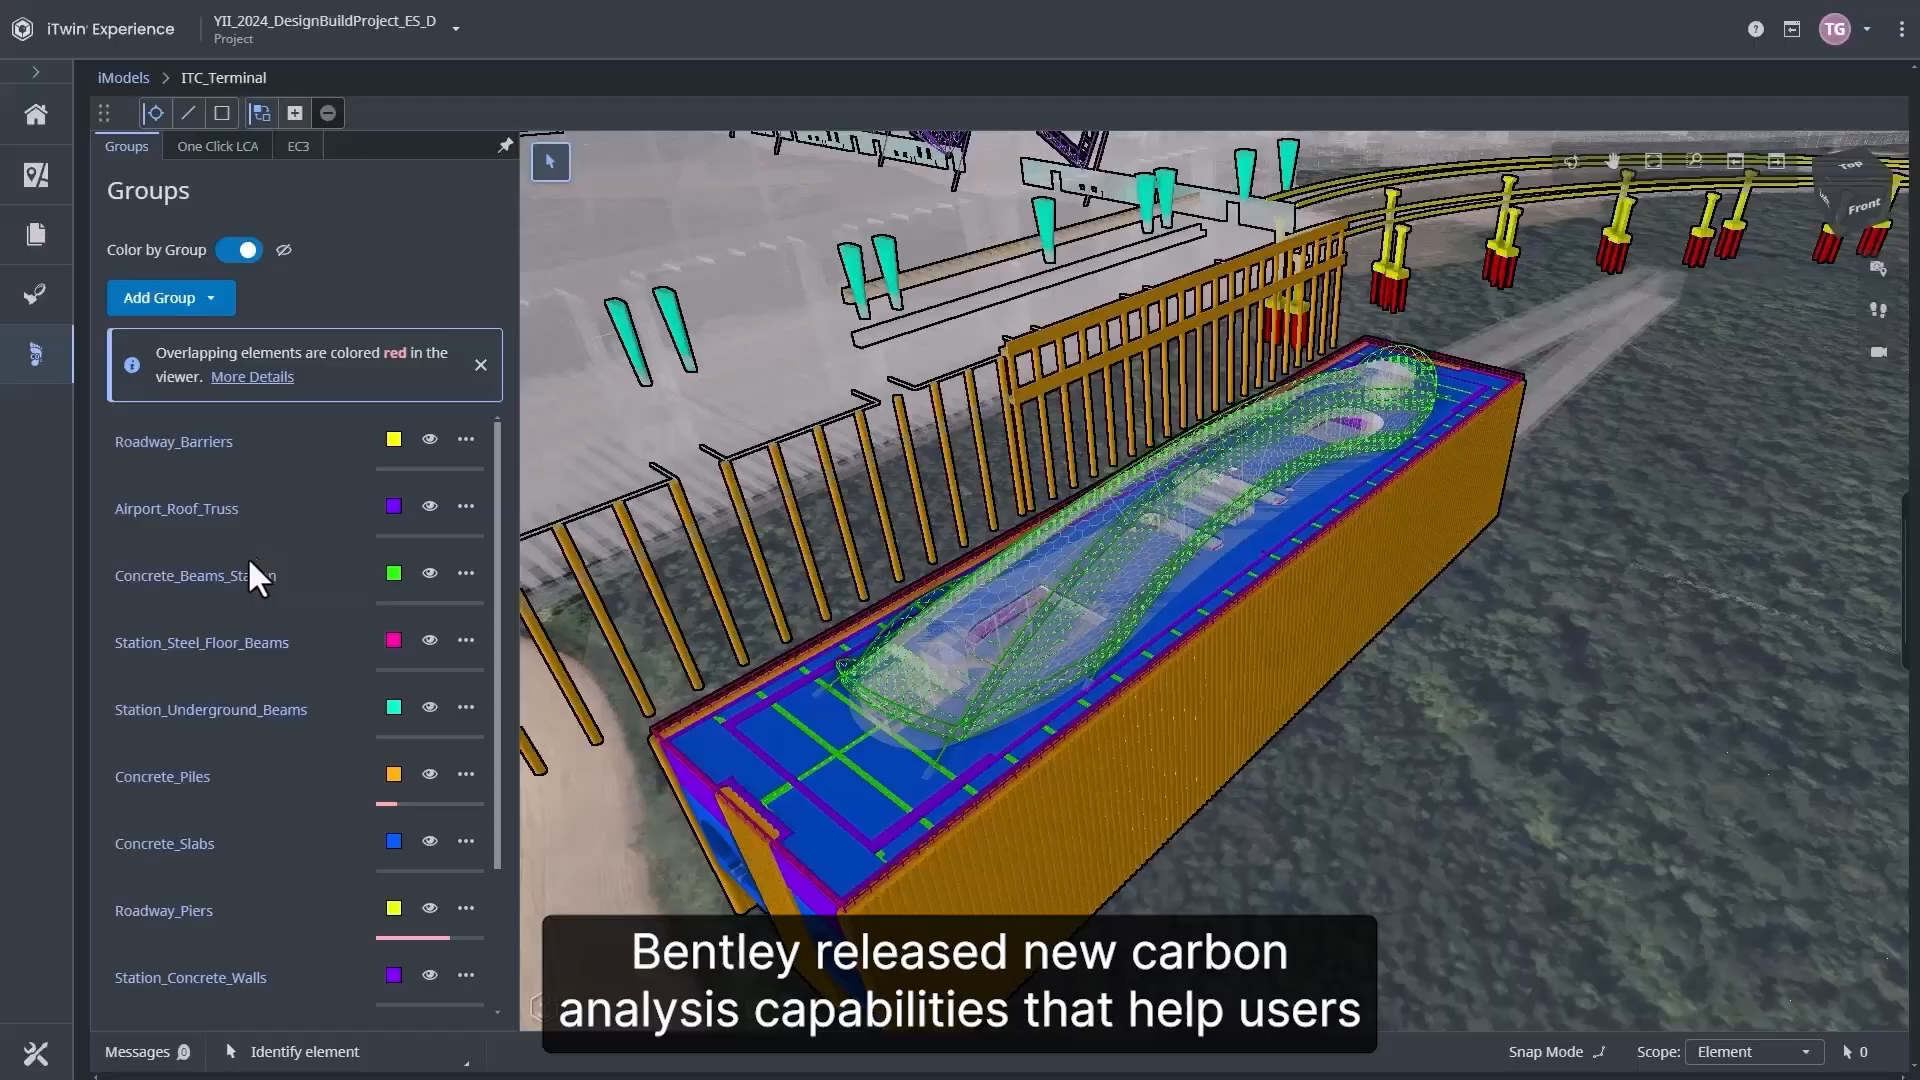 iTwin Experience
YII_2024_DesignBuildProject_ES_D
Project
TG
iModels > ITC_Terminal
Groups
One Click LCA
EC3
Groups
Color by Group
Add Group
Overlapping elements are colored red in the
viewer. More Details
Roadway_Barriers
Airport_Roof_Truss
Concrete_Beams_Station
Station_Steel_Floor_Beams
Station_Underground_Beams
Concrete_Piles
Concrete_Slabs
Roadway_Piers
Station_Concrete_Walls
Top
Front
Bentley released new carbon
analysis capabilities that help users
Messages 0
Identify element
Snap Mode
Scope: Element
0